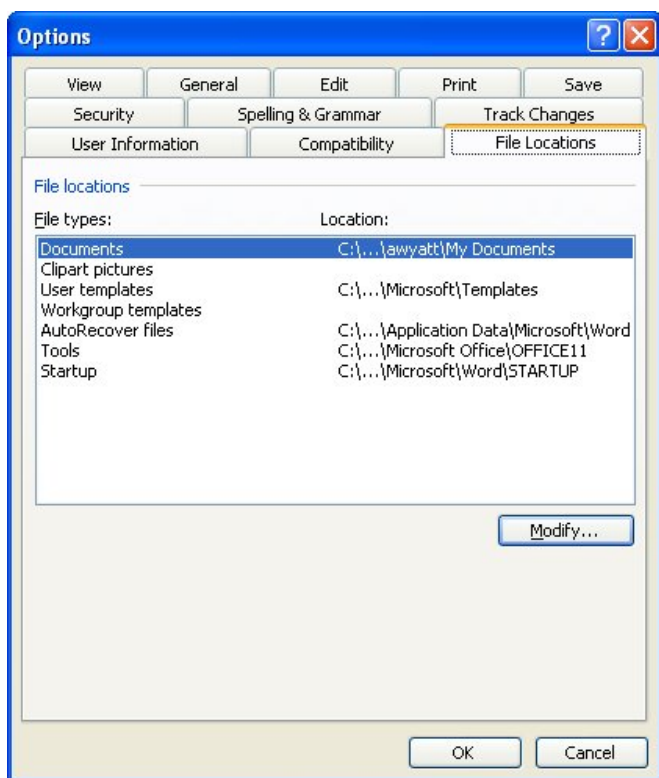 Options
View General Edit Print Save
Security Spelling & Grammar Track Changes
User Information Compatibility File Locations
File locations
File types: Location:
Documents C:\...\awyatt\My Documents
Clipart pictures
User templates C:\...\Microsoft\Templates
Workgroup templates
AutoRecover files C:\...\Application Data\Microsoft\Word
Tools C:\...\Microsoft Office\OFFICE11
Startup C:\...\Microsoft\Word\STARTUP
Modify...
OK Cancel